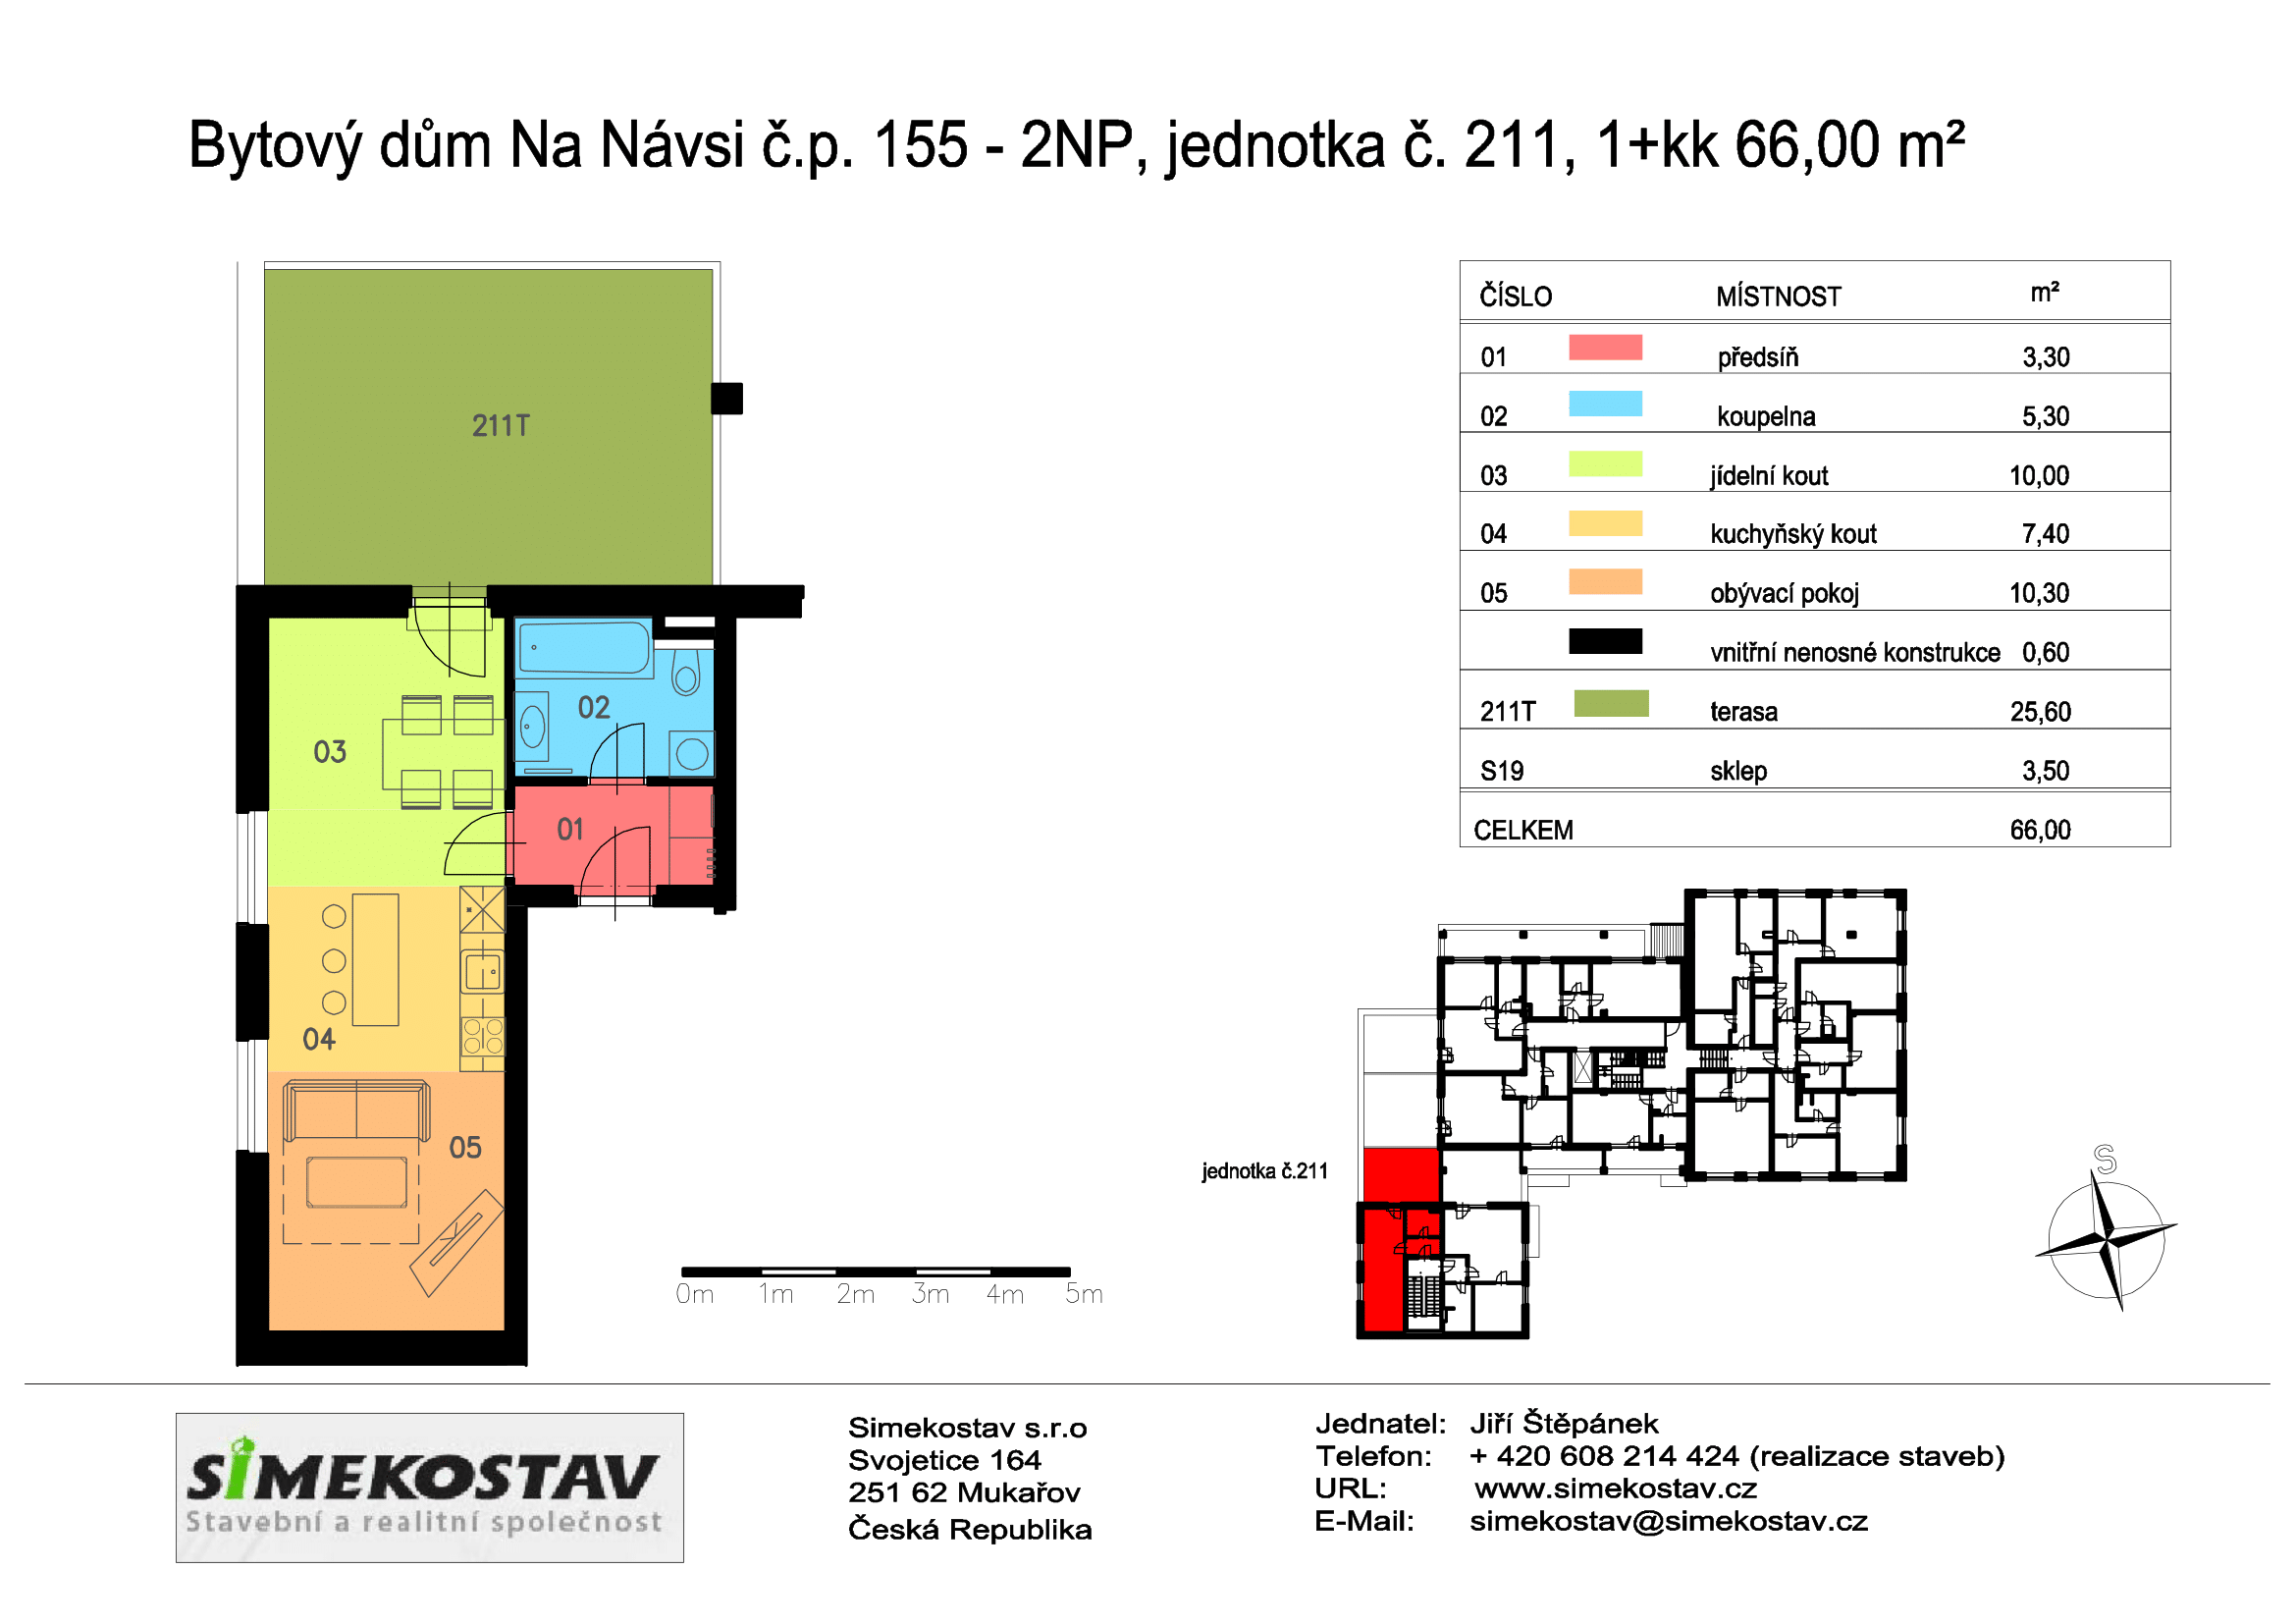 Bytový dům Na Návsi č.p. 155 - 2NP, jednotka č. 211, 1+kk 66,00 m²
ČÍSLO MÍSTNOST m²
01 předsíň 3,30
02 koupelna 5,30
03 jídelní kout 10,00
04 kuchyňský kout 7,40
05 obývací pokoj 10,30
vnitřní nenosné konstrukce 0,60
211T terasa 25,60
S19 sklep 3,50
CELKEM 66,00
211T
02
03
01
04
05
0m 1m 2m 3m 4m 5m
jednotka č.211
S
SIMEKOSTAV
Stavební a realitní společnost
Simekostav s.r.o
Svojetice 164
251 62 Mukařov
Česká Republika
Jednatel: Jiří Štěpánek
Telefon: + 420 608 214 424 (realizace staveb)
URL: www.simekostav.cz
E-Mail: simekostav@simekostav.cz